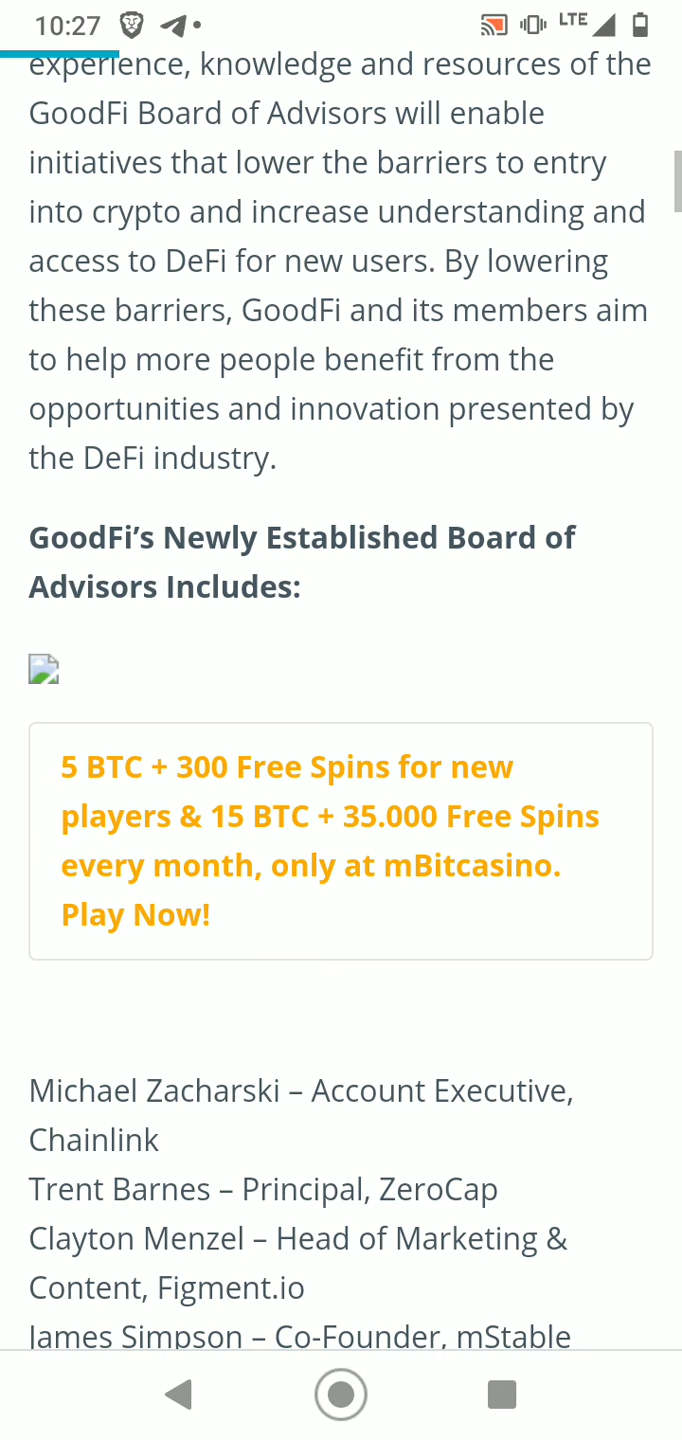 10:27
LTE
experience, knowledge and resources of the
GoodFi Board of Advisors will enable
initiatives that lower the barriers to entry
into crypto and increase understanding and
access to DeFi for new users. By lowering
these barriers, GoodFi and its members aim
to help more people benefit from the
opportunities and innovation presented by
the DeFi industry.
GoodFi’s Newly Established Board of
Advisors Includes:
5 BTC + 300 Free Spins for new
players & 15 BTC + 35.000 Free Spins
every month, only at mBitcasino.
Play Now!
Michael Zacharski – Account Executive,
Chainlink
Trent Barnes – Principal, ZeroCap
Clayton Menzel – Head of Marketing &
Content, Figment.io
James Simpson – Co-Founder, mStable